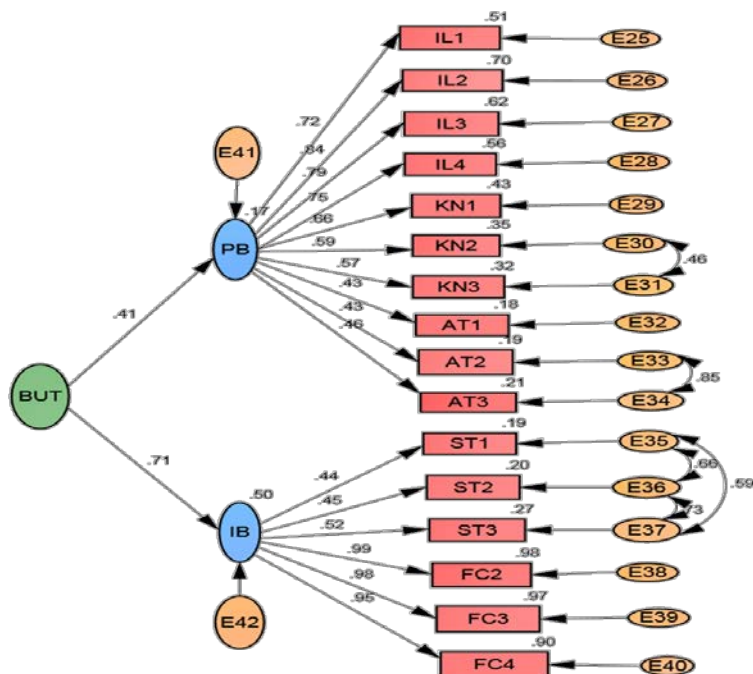 .51
IL1
E25
.70
IL2
E26
.72
.62
IL3
E27
.84
E41
.56
.79
IL4
E28
.75
.43
.17
.66
KN1
E29
.35
PB
.59
KN2
E30
.57
.32
.46
.43
KN3
E31
.41
.43
.18
.46
AT1
E32
.19
AT2
E33
.21
.85
BUT
AT3
E34
.19
ST1
E35
.71
.44
.20
.66
.50
.45
ST2
E36
.59
.27
.73
IB
.52
ST3
E37
.99
.98
.98
FC2
E38
.95
.97
E42
FC3
E39
.90
FC4
E40